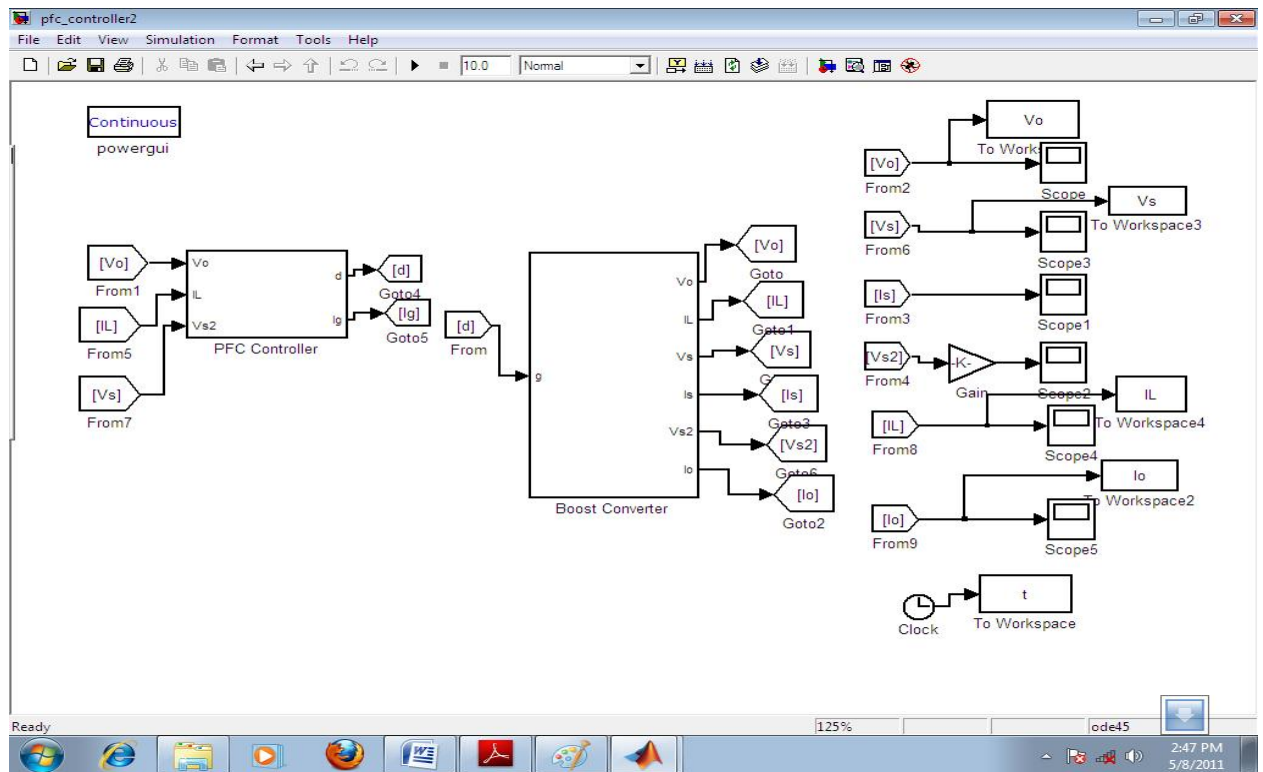 pfc_controller2
File Edit View Simulation Format Tools Help
10.0 Normal
Continuous
powergui
[Vo]
From1
[IL]
From5
[Vs]
From7
Vo
IL
Vs2
d
Ig
PFC Controller
[d]
Goto4
[Ig]
Goto5
[d]
From
g
Vo
IL
Vs
Is
Vs2
Io
Boost Converter
[Vo]
Goto
[IL]
Goto1
[Vs]
[Is]
Goto3
[Vs2]
Goto6
[Io]
Goto2
[Vo]
From2
Vo
To Works
Scope
[Vs]
From6
Vs
To Workspace3
Scope3
[Is]
From3
Scope1
[Vs2]
From4
-K-
Gain
Scope2
[IL]
From8
IL
To Workspace4
Scope4
[Io]
From9
Io
To Workspace2
Scope5
Clock
t
To Workspace
Ready
125%
ode45
2:47 PM
5/8/2011